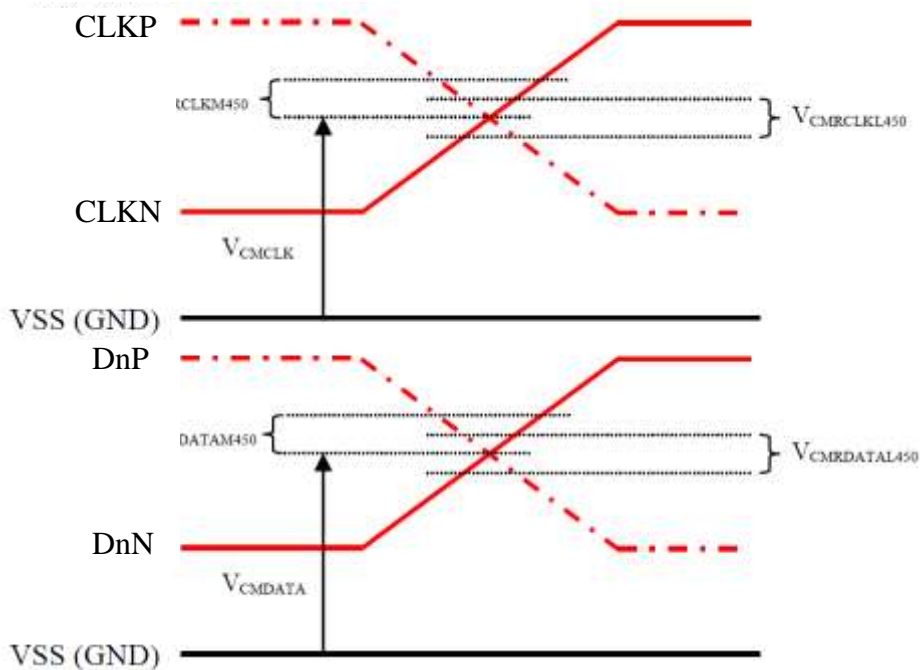 CLKP
RCLKM450
VCMRCLKL450
CLKN
VCMCLK
VSS (GND)
DnP
DATAM450
VCMRDATAL450
DnN
VCMDATA
VSS (GND)